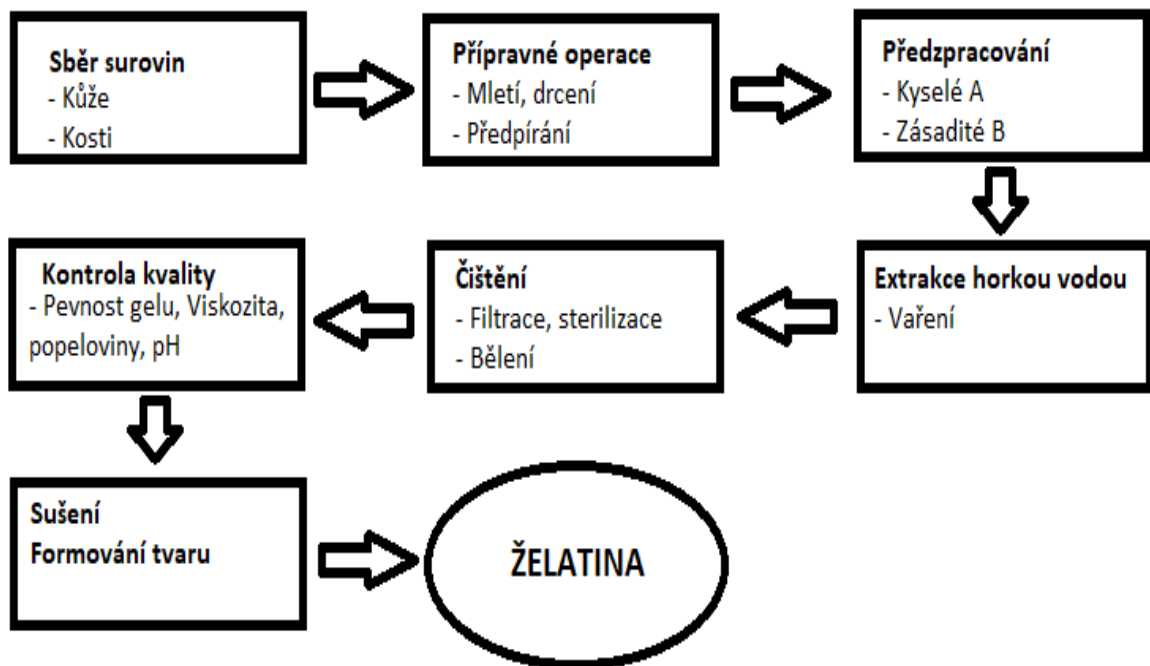 Sběr surovin
- Kůže
- Kosti
Přípravné operace
- Mletí, drcení
- Předpírání
Předzpracování
- Kyselé A
- Zásadité B
Extrakce horkou vodou
- Vaření
Čištění
- Filtrace, sterilizace
- Bělení
Kontrola kvality
- Pevnost gelu, Viskozita,
popeloviny, pH
Sušení
Formování tvaru
ŽELATINA